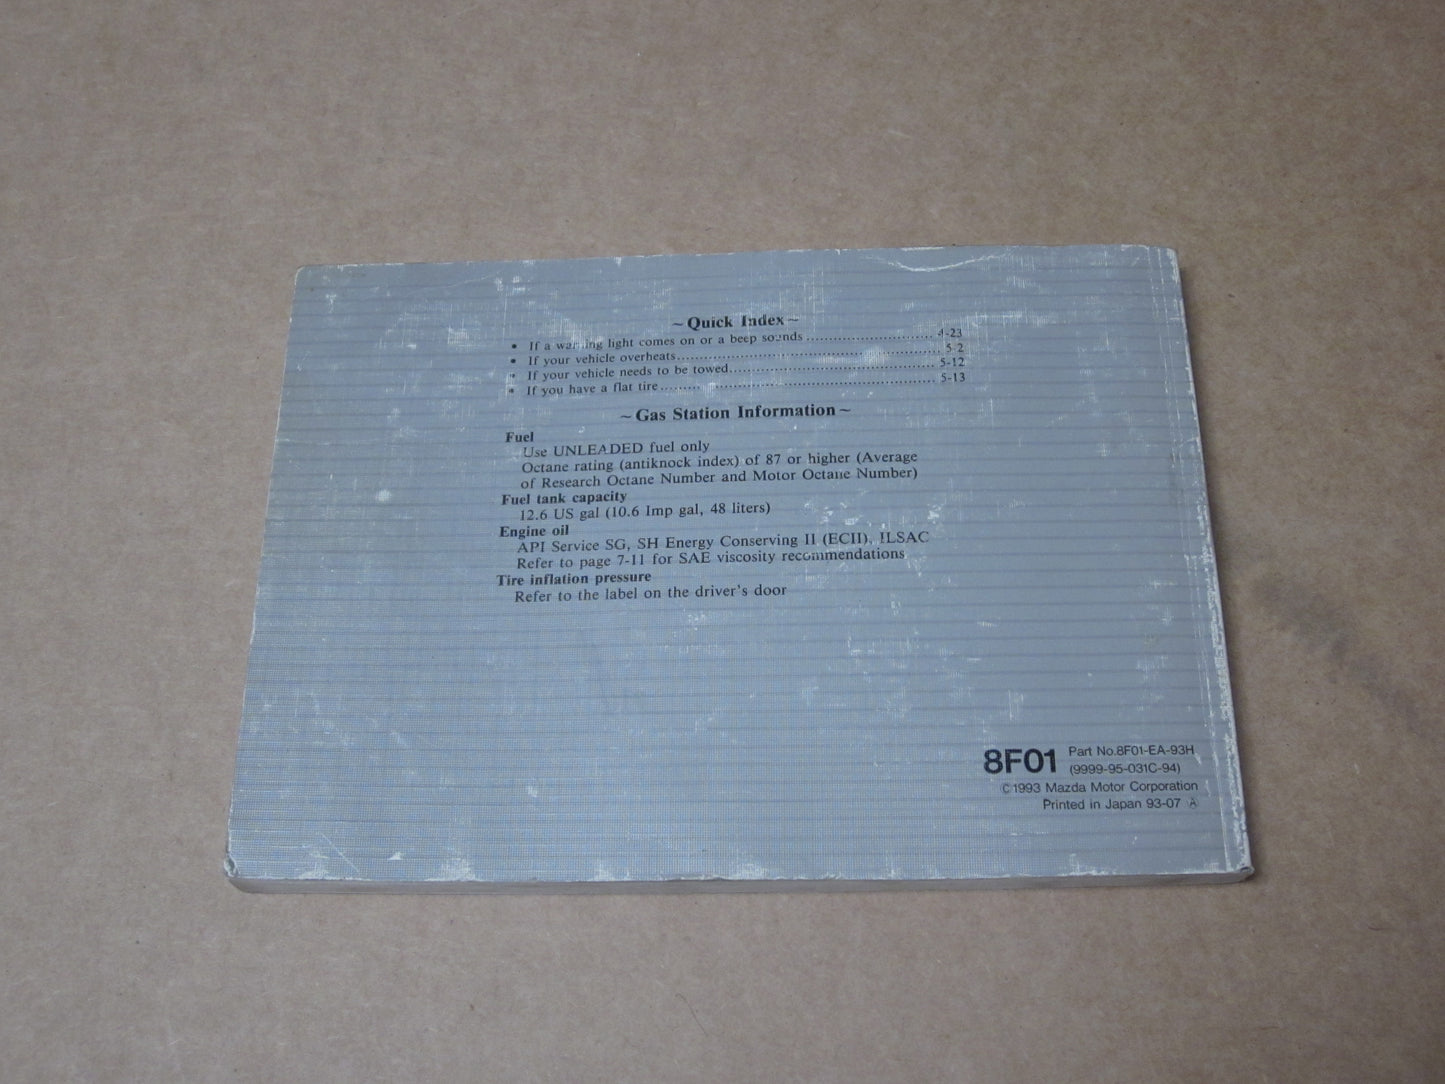 ~Quick Index~
• If a warning light comes on or a beep sounds .............................. 4-23
• If your vehicle overheats............................................................ 5-2
• If your vehicle needs to be towed............................................... 5-12
• If you have a flat tire ............................................................... 5-13
~Gas Station Information~
Fuel
Use UNLEADED fuel only
Octane rating (antiknock index) of 87 or higher (Average
of Research Octane Number and Motor Octane Number)
Fuel tank capacity
12.6 US gal (10.6 Imp gal, 48 liters)
Engine oil
API Service SG, SH Energy Conserving II (ECII), ILSAC
Refer to page 7-11 for SAE viscosity recommendations
Tire inflation pressure
Refer to the label on the driver's door
8F01 Part No.8F01-EA-93H
(9999-95-031C-94)
©1993 Mazda Motor Corporation
Printed in Japan 93-07 Ⓐ